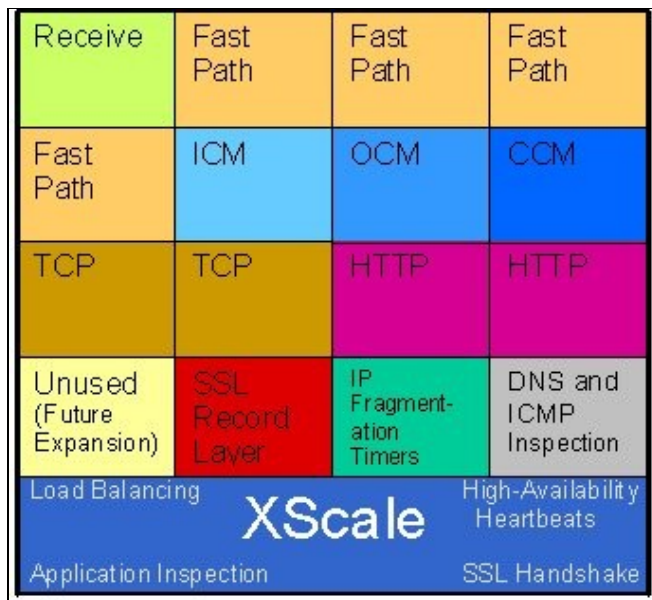 Receive
Fast
Path
Fast
Path
Fast
Path
Fast
Path
ICM
OCM
CCM
TCP
TCP
HTTP
HTTP
Unused
(Future
Expansion)
SSL
Record
Layer
IP
Fragment-
ation
Timers
DNS and
ICMP
Inspection
Load Balancing
High-Availability
Heartbeats
XScale
Application Inspection
SSL Handshake